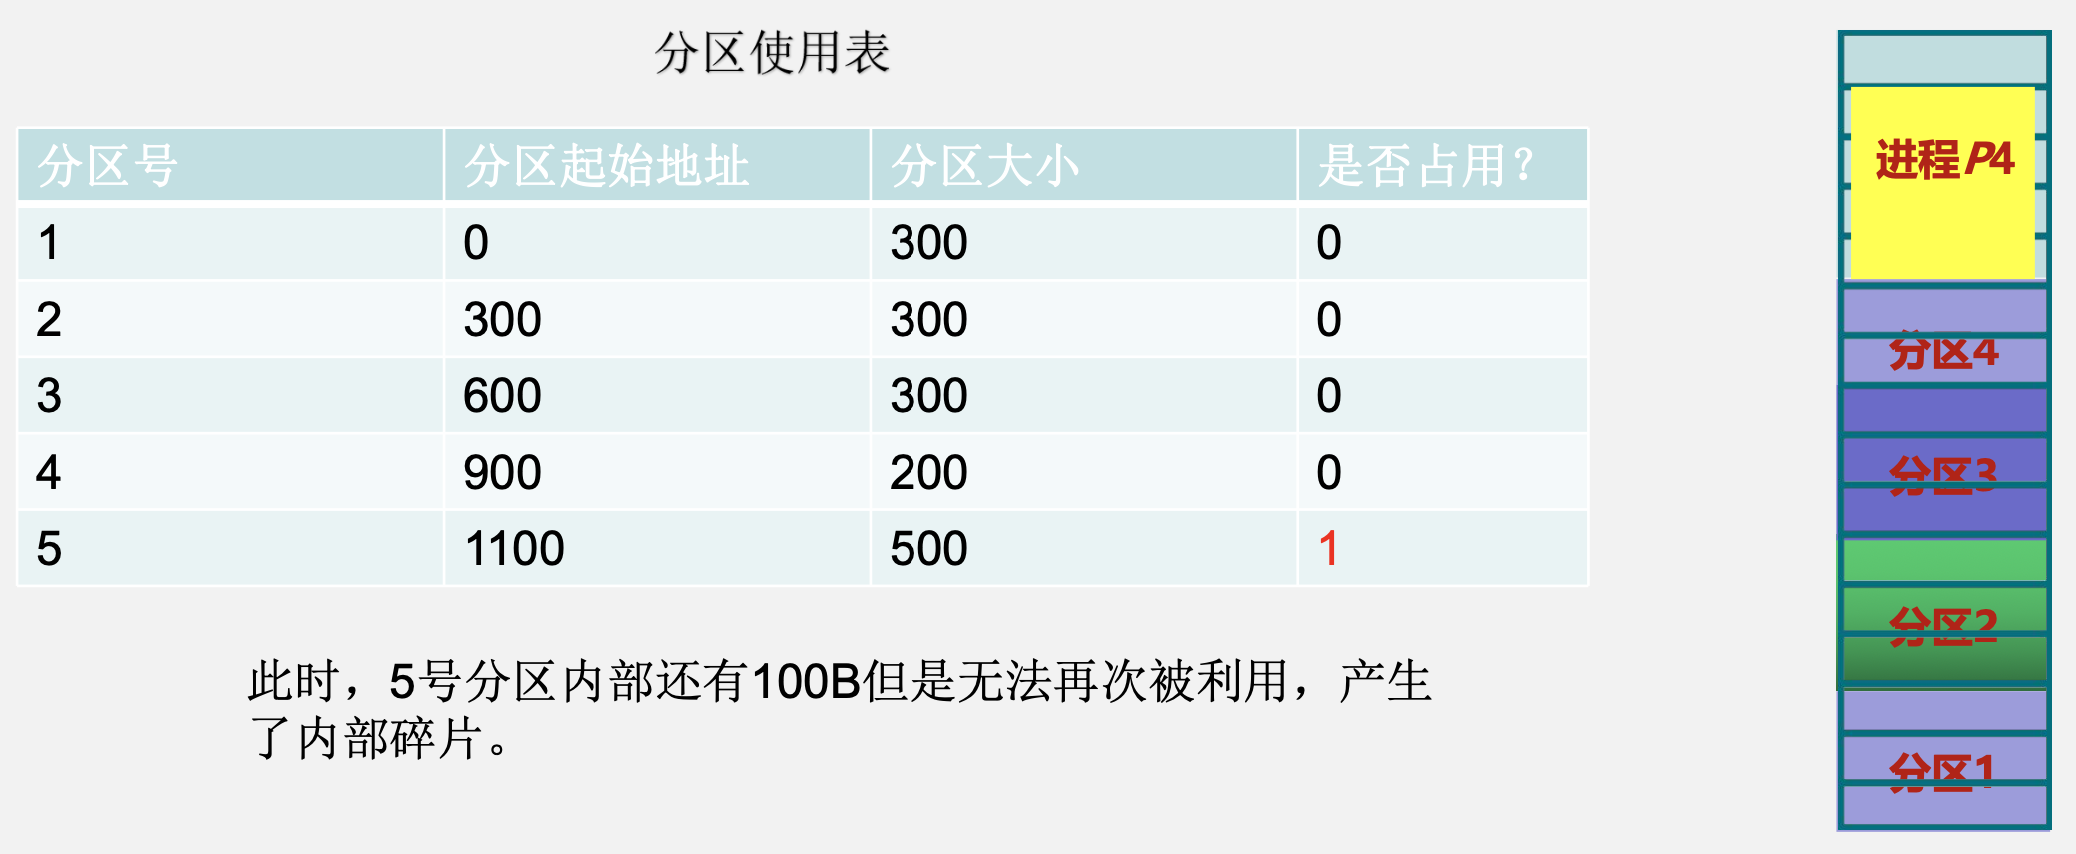 分区使用表
分区号 分区起始地址 分区大小 是否占用？
1 0 300 0
2 300 300 0
3 600 300 0
4 900 200 0
5 1100 500 1
此时，5号分区内部还有100B但是无法再次被利用，产生
了内部碎片。
进程P4
分区4
分区3
分区2
分区1